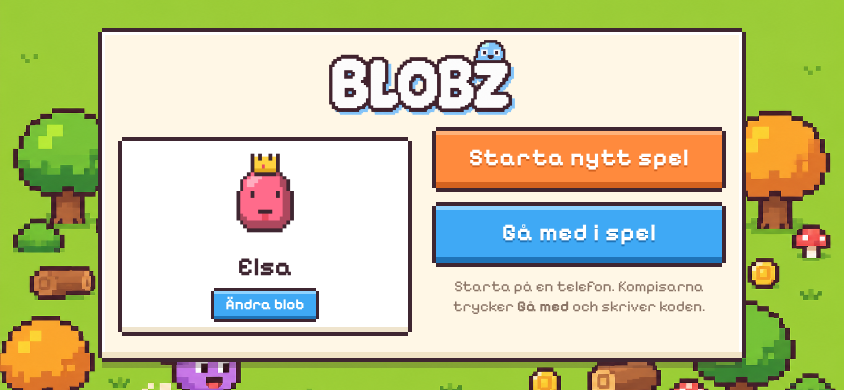 BLOBZ
Starta nytt spel
Gå med i spel
Elsa
Ändra blob
Starta på en telefon. Kompisarna
trycker Gå med och skriver koden.